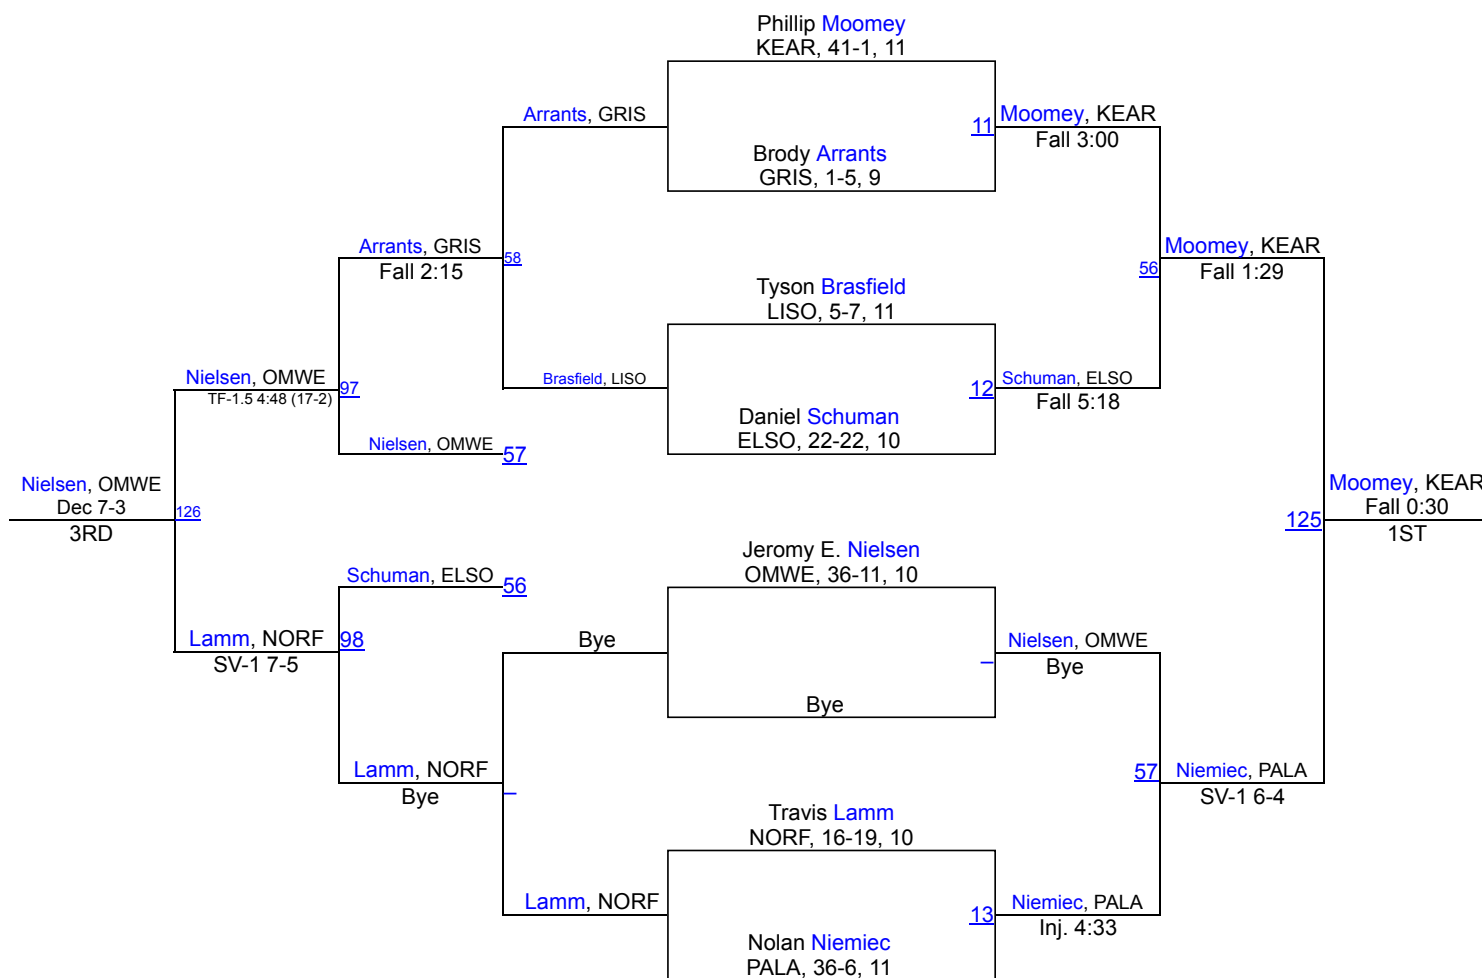 Phillip Moomey
KEAR, 41-1, 11
Arrants, GRIS
11
Moomey, KEAR
Fall 3:00
Brody Arrants
GRIS, 1-5, 9
Arrants, GRIS
Fall 2:15
58
Moomey, KEAR
Fall 1:29
56
Tyson Brasfield
LISO, 5-7, 11
Nielsen, OMWE
TF-1.5 4:48 (17-2)
97
Brasfield, LISO
12
Schuman, ELSO
Fall 5:18
Daniel Schuman
ELSO, 22-22, 10
Nielsen, OMWE
57
Nielsen, OMWE
Dec 7-3
3RD
126
Moomey, KEAR
Fall 0:30
1ST
125
Jeromy E. Nielsen
OMWE, 36-11, 10
Schuman, ELSO
56
Lamm, NORF
SV-1 7-5
98
Bye
–
Nielsen, OMWE
Bye
Bye
Lamm, NORF
Bye
–
57
Niemiec, PALA
SV-1 6-4
Travis Lamm
NORF, 16-19, 10
Lamm, NORF
13
Niemiec, PALA
Inj. 4:33
Nolan Niemiec
PALA, 36-6, 11